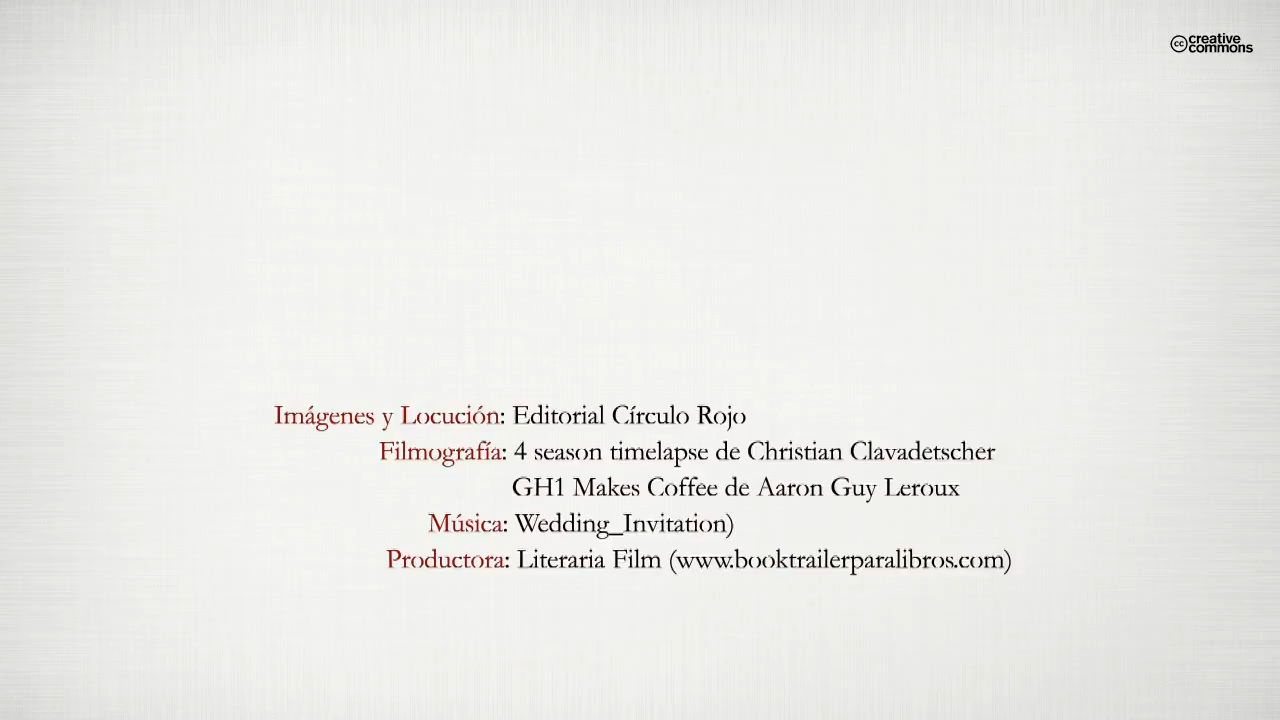 creative
commons
Imágenes y Locución: Editorial Círculo Rojo
Filmografía: 4 season timelapse de Christian Clavadetscher
GH1 Makes Coffee de Aaron Guy Leroux
Música: Wedding_Invitation)
Productora: Literaria Film (www.booktrailerparalibros.com)